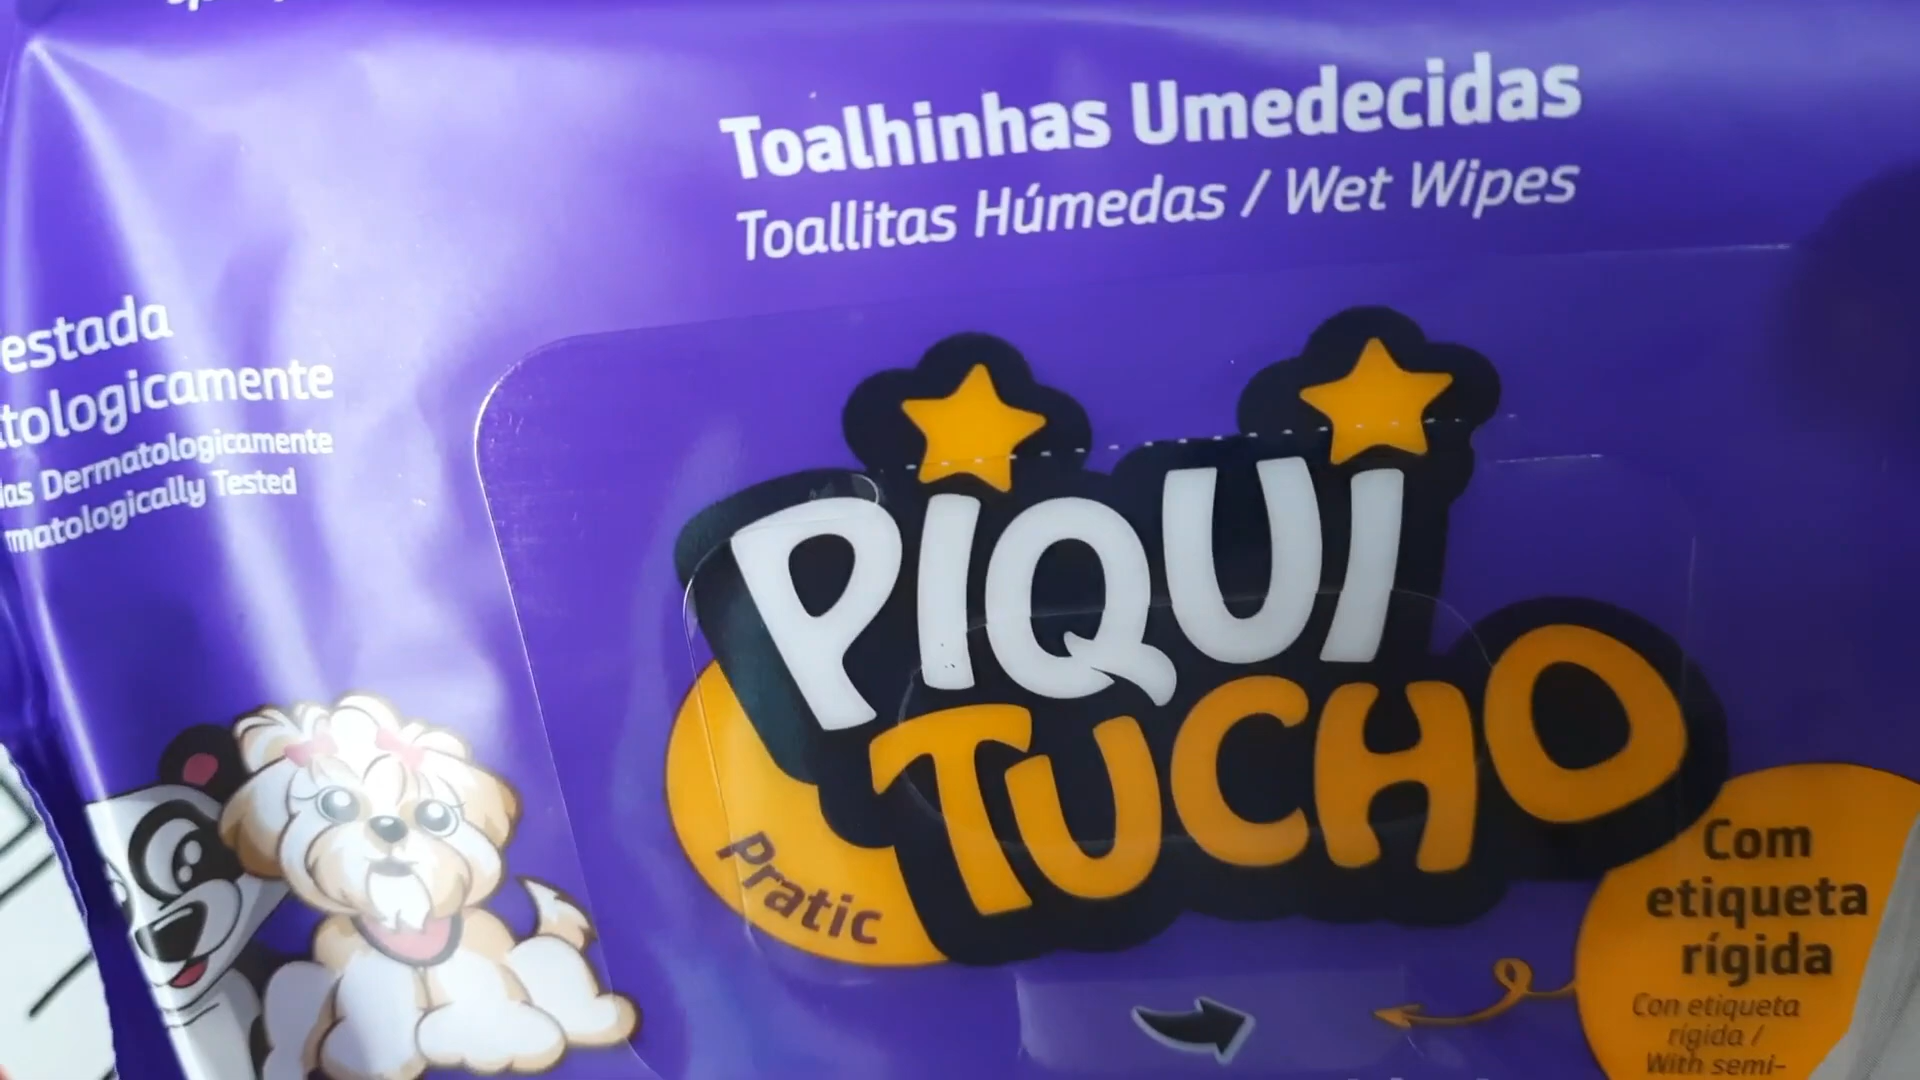 Toalhinhas Umedecidas
Toallitas Húmedas / Wet Wipes
estada
tologicamente
as Dermatologicamente
matologically Tested
PIQUI
TUCHO
Pratic
Com
etiqueta
rígida
Con etiqueta
rígida /
With semi-